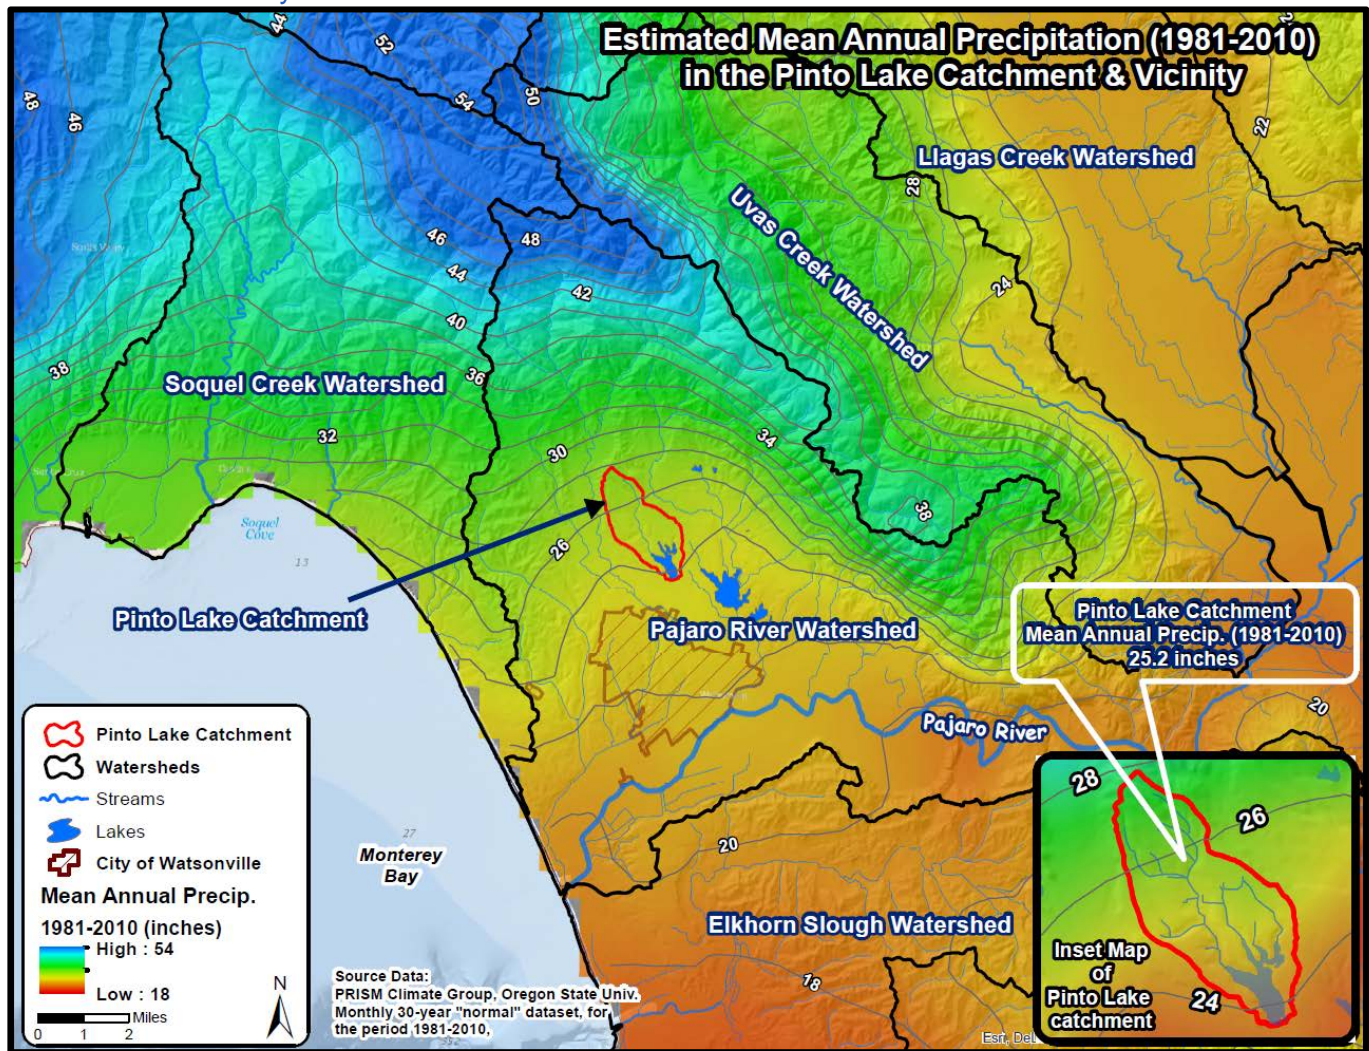 Estimated Mean Annual Precipitation (1981-2010)
in the Pinto Lake Catchment & Vicinity
44
52
54
50
48
46
22
Llagas Creek Watershed
28
Uvas Creek Watershed
46
48
44
42
24
40
38
36
Soquel Creek Watershed
34
32
30
38
Soquel
Cove
13
26
Pinto Lake Catchment
Pajaro River Watershed
Pinto Lake Catchment
Mean Annual Precip. (1981-2010)
25.2 inches
20
Pajaro River
Pinto Lake Catchment
Watersheds
Streams
Lakes
City of Watsonville
Mean Annual Precip.
1981-2010 (inches)
High : 54
Low : 18
Miles
0 1 2
N
27
Monterey
Bay
20
Elkhorn Slough Watershed
18
Source Data:
PRISM Climate Group, Oregon State Univ.
Monthly 30-year "normal" dataset, for
the period 1981-2010,
28
26
24
Inset Map
of
Pinto Lake
catchment
Esri, DeL